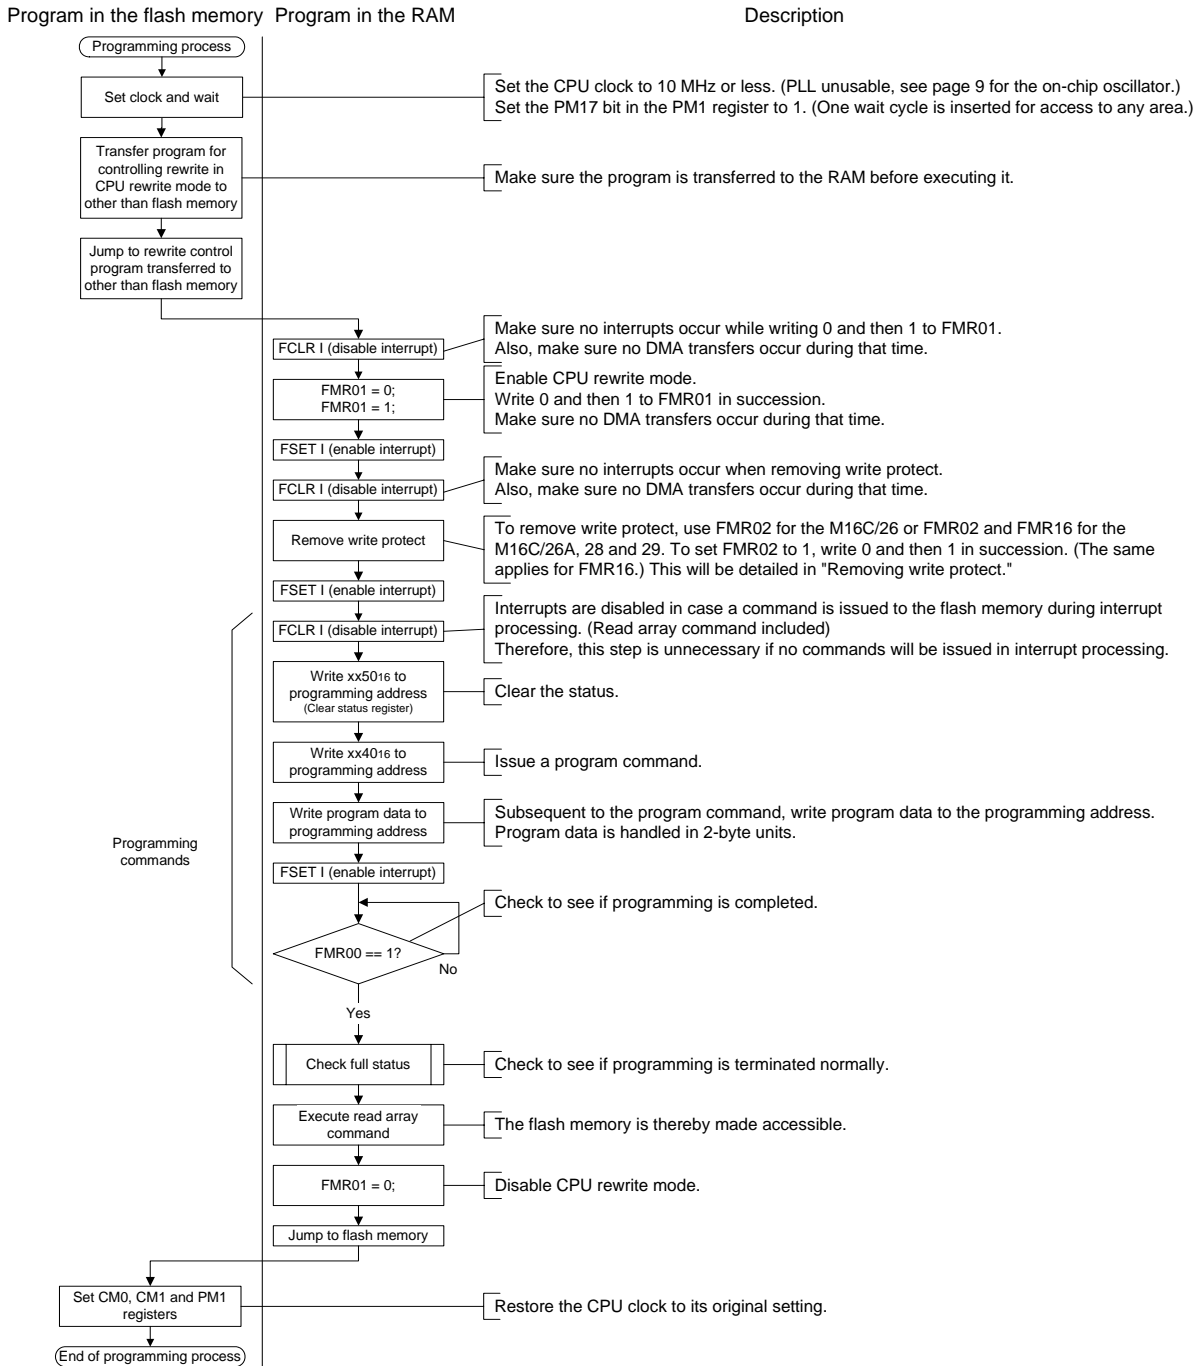 Program in the flash memory
Program in the RAM
Description
Programming process
Set clock and wait
Set the CPU clock to 10 MHz or less. (PLL unusable, see page 9 for the on-chip oscillator.)
Set the PM17 bit in the PM1 register to 1. (One wait cycle is inserted for access to any area.)
Transfer program for
controlling rewrite in
CPU rewrite mode to
other than flash memory
Make sure the program is transferred to the RAM before executing it.
Jump to rewrite control
program transferred to
other than flash memory
FCLR I (disable interrupt)
Make sure no interrupts occur while writing 0 and then 1 to FMR01.
Also, make sure no DMA transfers occur during that time.
FMR01 = 0;
FMR01 = 1;
Enable CPU rewrite mode.
Write 0 and then 1 to FMR01 in succession.
Make sure no DMA transfers occur during that time.
FSET I (enable interrupt)
FCLR I (disable interrupt)
Make sure no interrupts occur when removing write protect.
Also, make sure no DMA transfers occur during that time.
Remove write protect
To remove write protect, use FMR02 for the M16C/26 or FMR02 and FMR16 for the
M16C/26A, 28 and 29. To set FMR02 to 1, write 0 and then 1 in succession. (The same
applies for FMR16.) This will be detailed in "Removing write protect."
FSET I (enable interrupt)
FCLR I (disable interrupt)
Interrupts are disabled in case a command is issued to the flash memory during interrupt
processing. (Read array command included)
Therefore, this step is unnecessary if no commands will be issued in interrupt processing.
Write xx5016 to
programming address
(Clear status register)
Clear the status.
Write xx4016 to
programming address
Issue a program command.
Write program data to
programming address
Subsequent to the program command, write program data to the programming address.
Program data is handled in 2-byte units.
Programming
commands
FSET I (enable interrupt)
Check to see if programming is completed.
FMR00 == 1?
No
Yes
Check full status
Check to see if programming is terminated normally.
Execute read array
command
The flash memory is thereby made accessible.
FMR01 = 0;
Disable CPU rewrite mode.
Jump to flash memory
Set CM0, CM1 and PM1
registers
Restore the CPU clock to its original setting.
End of programming process